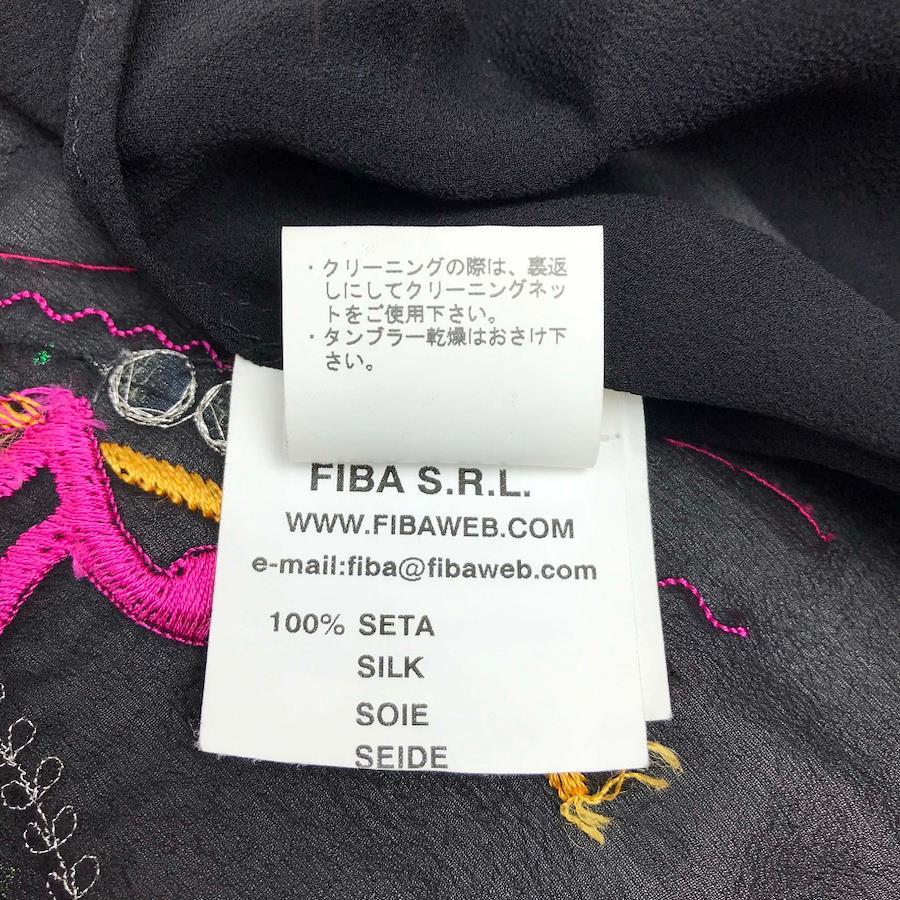 ・クリーニングの際は、裏返
しにしてクリーニングネッ
トをご使用下さい。
・タンブラー乾燥はおさけ下
さい。
FIBA S.R.L.
WWW.FIBAWEB.COM
e-mail:fiba@fibaweb.com
100% SETA
SILK
SOIE
SEIDE